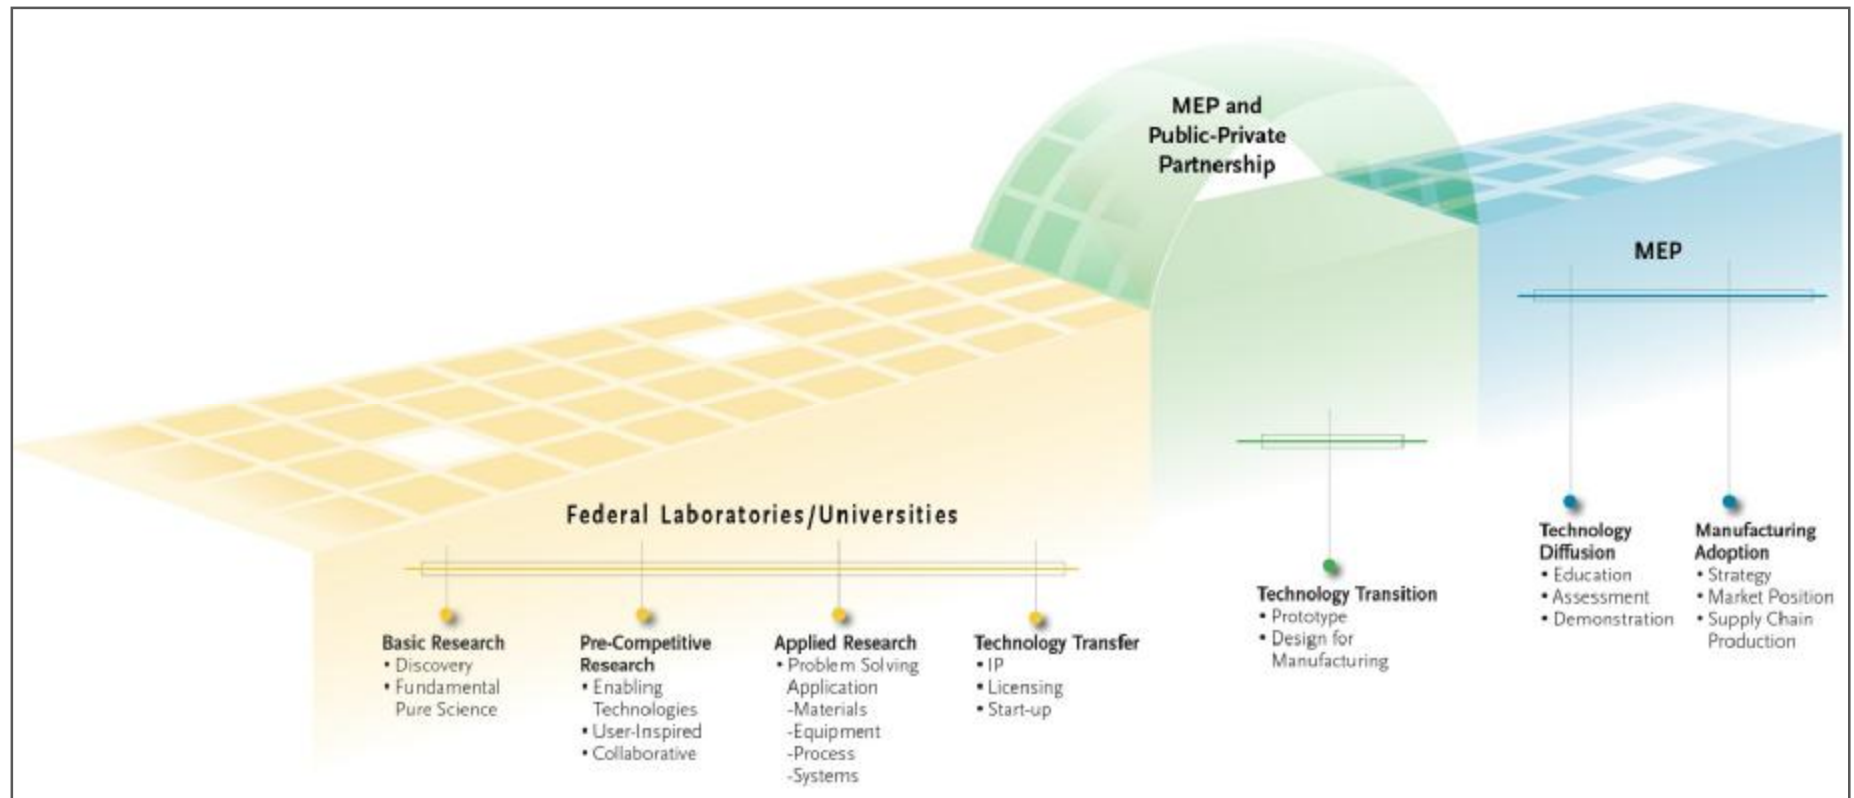 MEP and
Public-Private
Partnership
MEP
Federal Laboratories/Universities
Basic Research
• Discovery
• Fundamental
Pure Science
Pre-Competitive
Research
• Enabling
Technologies
• User-Inspired
• Collaborative
Applied Research
• Problem Solving
Application
-Materials
-Equipment
-Process
-Systems
Technology Transfer
• IP
• Licensing
• Start-up
Technology Transition
• Prototype
• Design for
Manufacturing
Technology
Diffusion
• Education
• Assessment
• Demonstration
Manufacturing
Adoption
• Strategy
• Market Position
• Supply Chain
Production